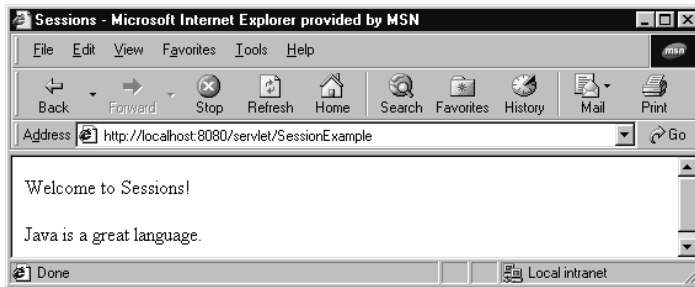 Sessions - Microsoft Internet Explorer provided by MSN
File Edit View Favorites Tools Help
msn
Back Forward Stop Refresh Home Search Favorites History Mail Print
Address http://localhost:8080/servlet/SessionExample Go
Welcome to Sessions!
Java is a great language.
Done Local intranet